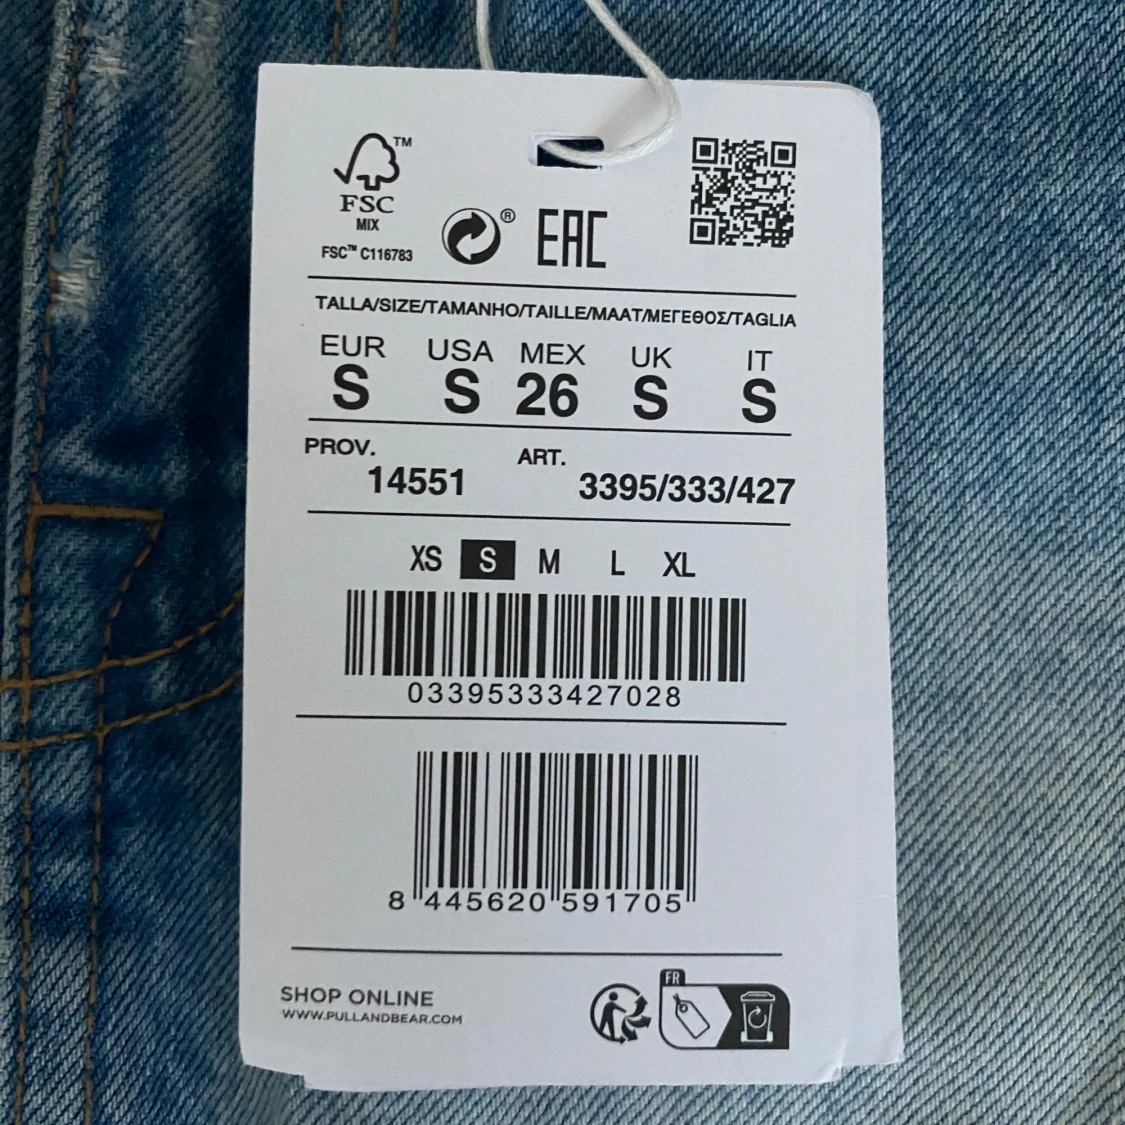 FSC™
MIX
FSC™ C116783
® EAC
TALLA/SIZE/TAMANHO/TAILLE/MAAT/ΜΕΓΕΘΟΣ/TAGLIA
EUR USA MEX UK IT
S S 26 S S
PROV. ART.
14551 3395/333/427
XS S M L XL
03395333427028
8 445620 591705
FR
SHOP ONLINE
WWW.PULLANDBEAR.COM